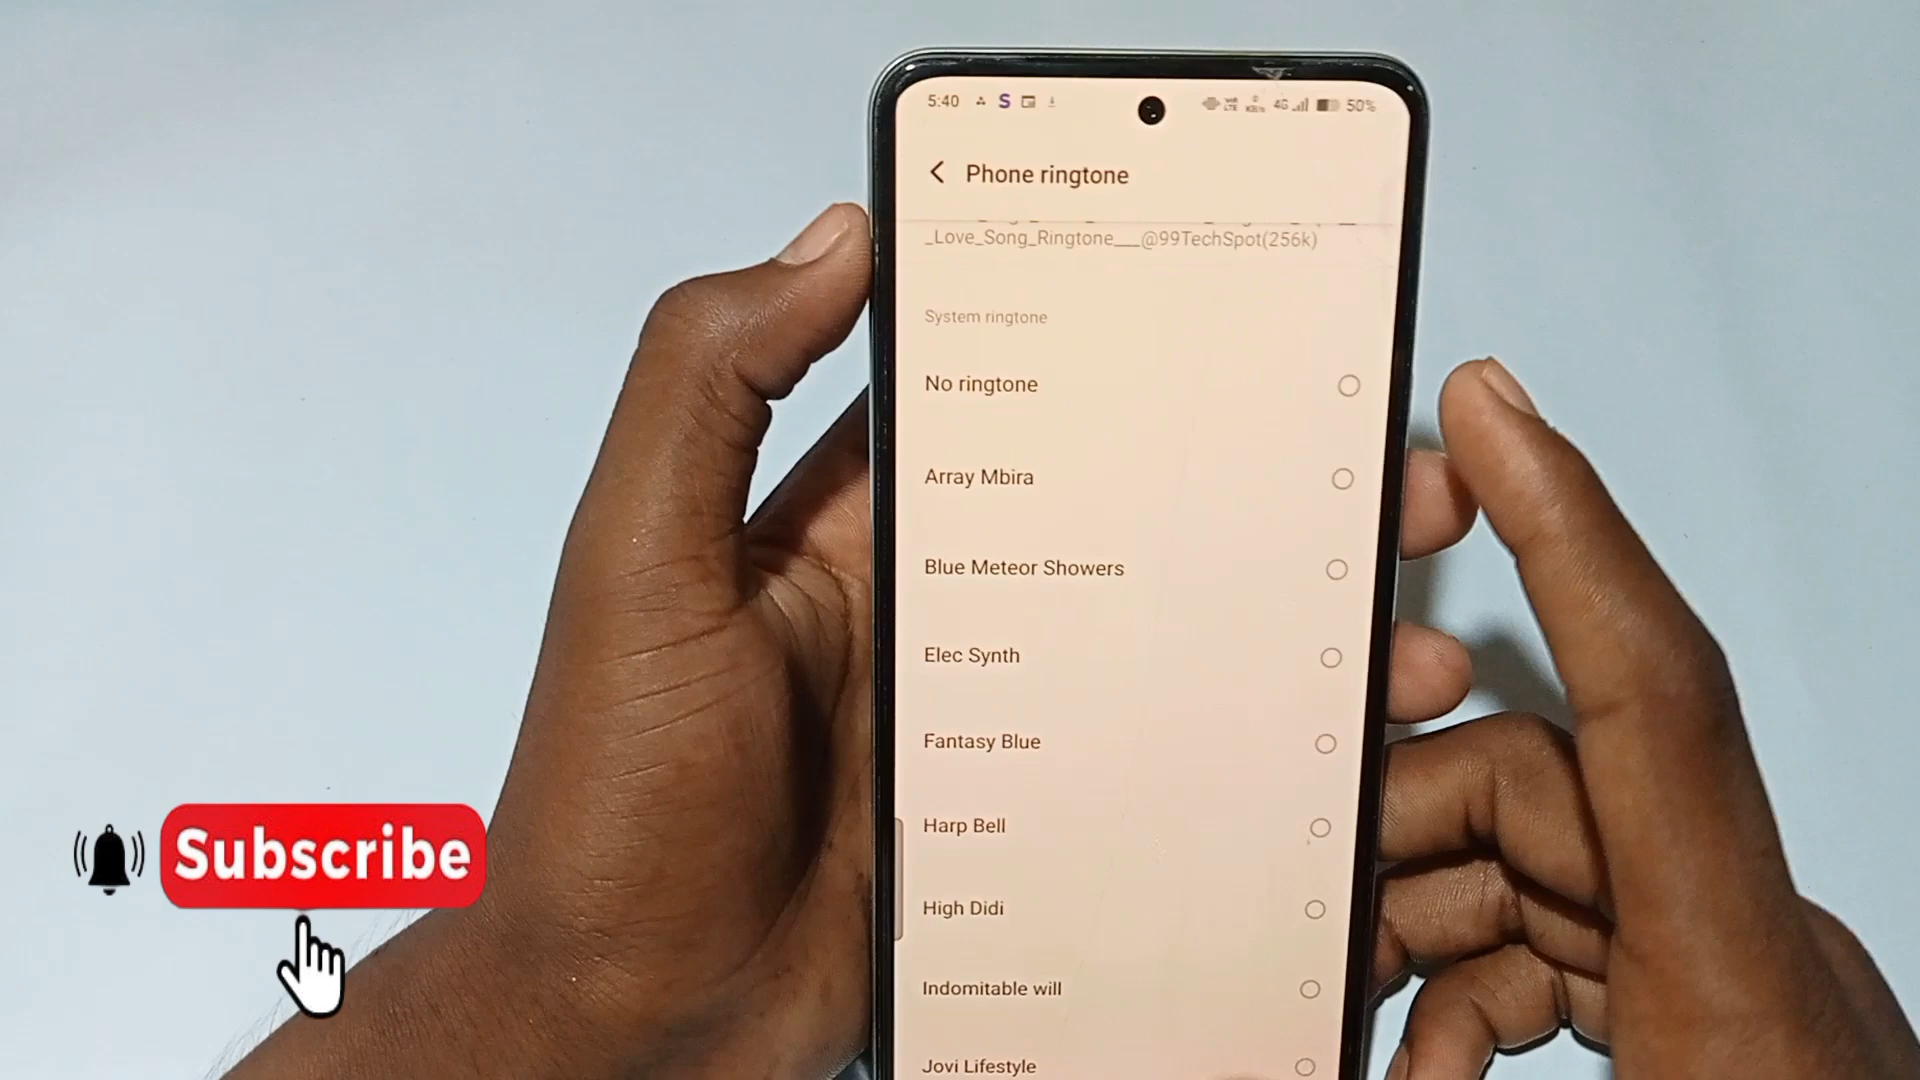 5:40 S 4G 50%
Phone ringtone
_Love_Song_Ringtone___@99TechSpot(256k)
System ringtone
No ringtone
Array Mbira
Blue Meteor Showers
Elec Synth
Fantasy Blue
Harp Bell
High Didi
Indomitable will
Jovi Lifestyle
Subscribe